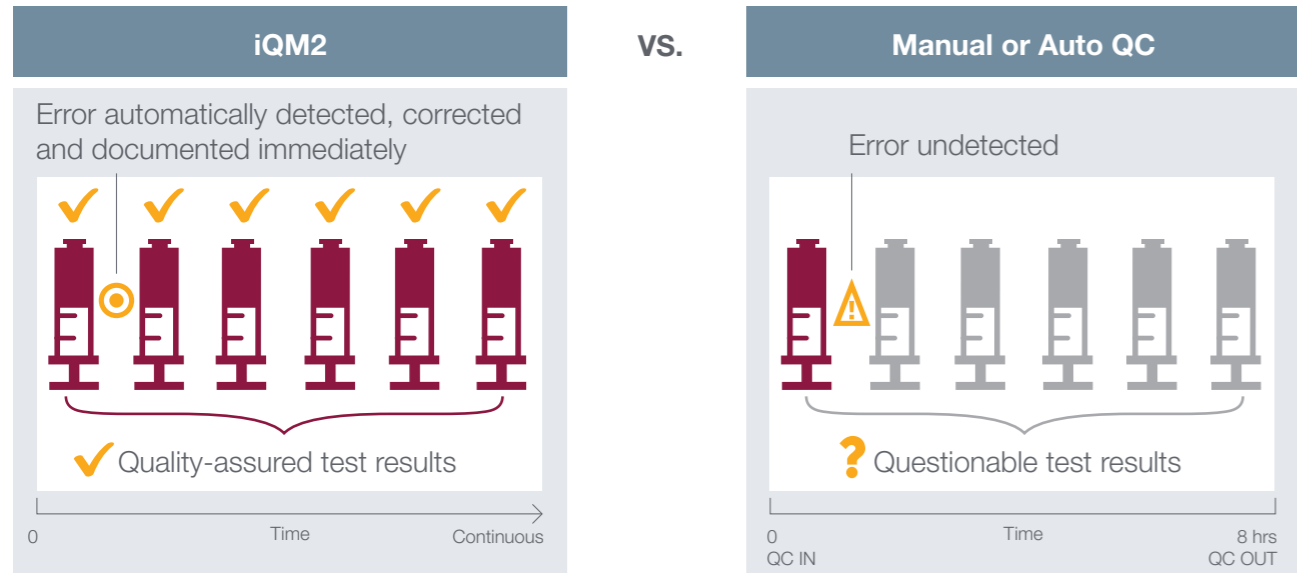 iQM2
VS.
Manual or Auto QC
Error automatically detected, corrected
and documented immediately
Quality-assured test results
0
Time
Continuous
Error undetected
Questionable test results
0
QC IN
Time
8 hrs
QC OUT